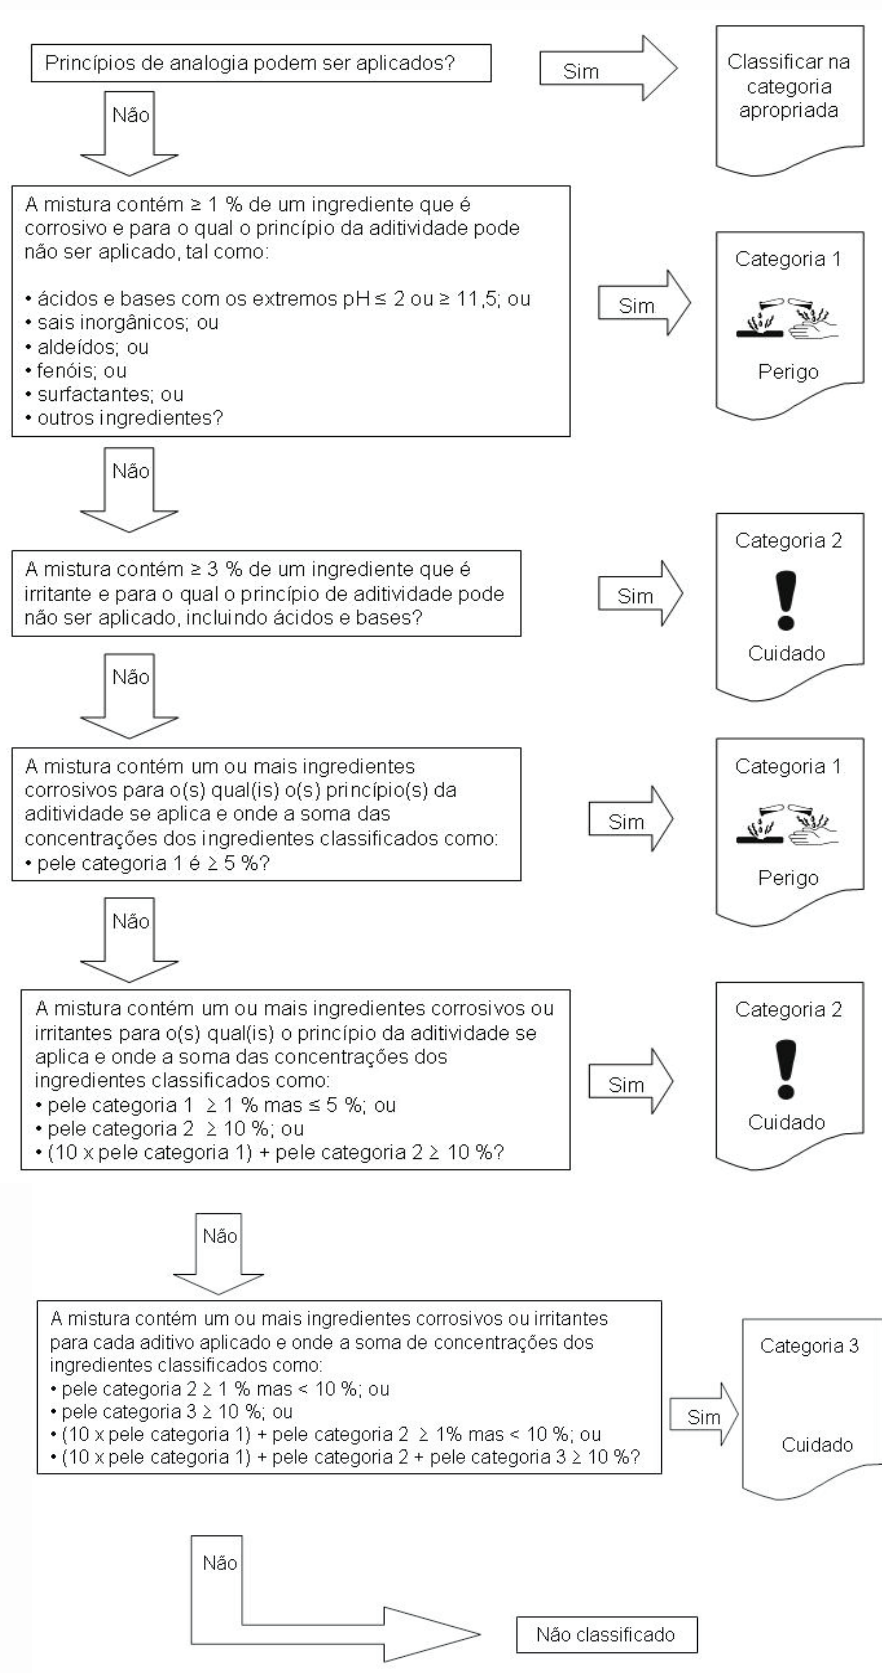 Princípios de analogia podem ser aplicados?
Sim
Classificar na
categoria
apropriada
Não
A mistura contém ≥ 1 % de um ingrediente que é
corrosivo e para o qual o princípio da aditividade pode
não ser aplicado, tal como:
• ácidos e bases com os extremos pH ≤ 2 ou ≥ 11,5; ou
• sais inorgânicos; ou
• aldeídos; ou
• fenóis; ou
• surfactantes; ou
• outros ingredientes?
Sim
Categoria 1
Perigo
Não
A mistura contém ≥ 3 % de um ingrediente que é
irritante e para o qual o princípio de aditividade pode
não ser aplicado, incluindo ácidos e bases?
Sim
Categoria 2
Cuidado
Não
A mistura contém um ou mais ingredientes
corrosivos para o(s) qual(is) o(s) princípio(s) da
aditividade se aplica e onde a soma das
concentrações dos ingredientes classificados como:
• pele categoria 1 é ≥ 5 %?
Sim
Categoria 1
Perigo
Não
A mistura contém um ou mais ingredientes corrosivos ou
irritantes para o(s) qual(is) o princípio da aditividade se
aplica e onde a soma das concentrações dos
ingredientes classificados como:
• pele categoria 1 ≥ 1 % mas ≤ 5 %; ou
• pele categoria 2 ≥ 10 %; ou
• (10 x pele categoria 1) + pele categoria 2 ≥ 10 %?
Sim
Categoria 2
Cuidado
Não
A mistura contém um ou mais ingredientes corrosivos ou irritantes
para cada aditivo aplicado e onde a soma de concentrações dos
ingredientes classificados como:
• pele categoria 2 ≥ 1 % mas < 10 %; ou
• pele categoria 3 ≥ 10 %; ou
• (10 x pele categoria 1) + pele categoria 2 ≥ 1% mas < 10 %; ou
• (10 x pele categoria 1) + pele categoria 2 + pele categoria 3 ≥ 10 %?
Sim
Categoria 3
Cuidado
Não
Não classificado